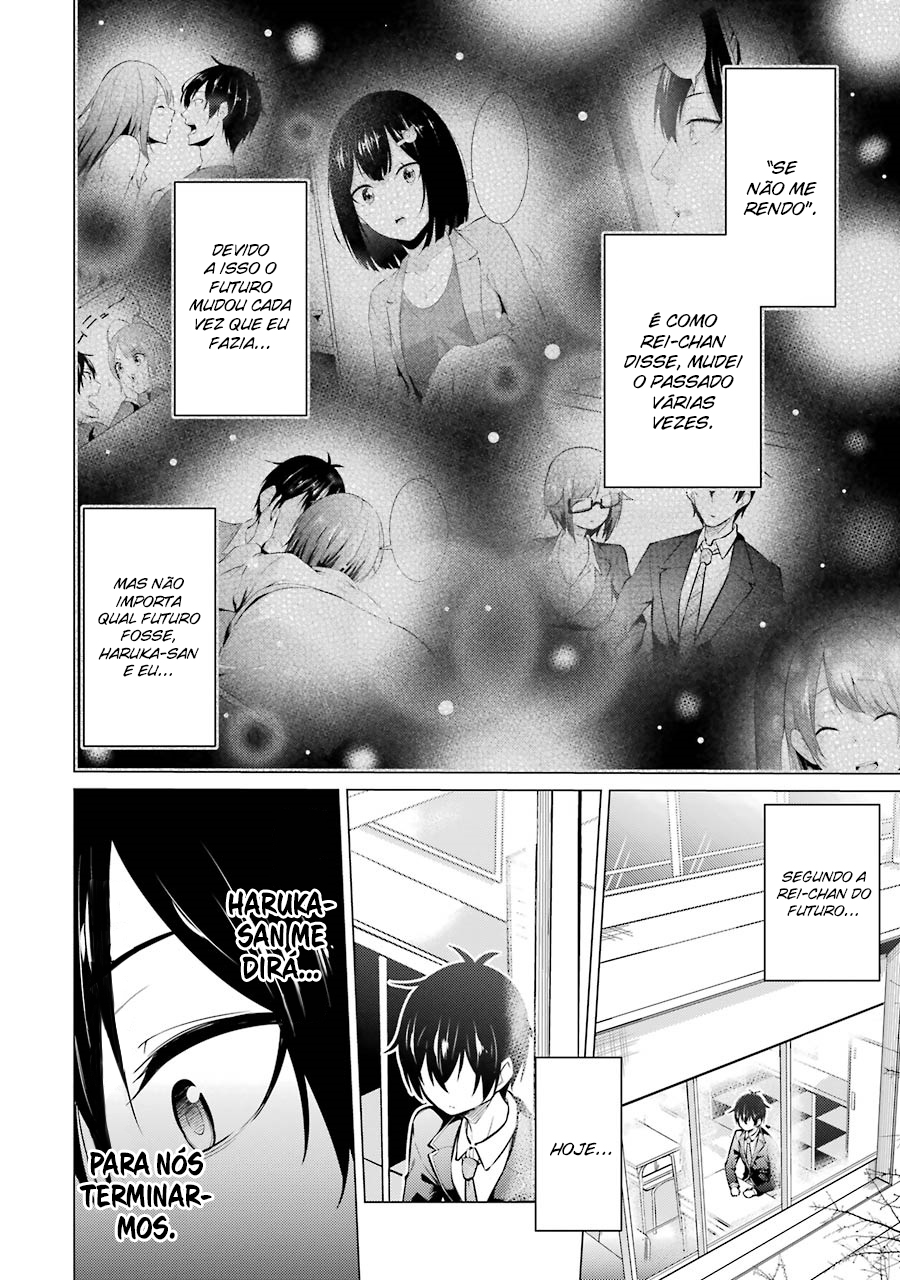 "SE
NÃO ME
RENDO".
É COMO
REI-CHAN
DISSE, MUDEI
O PASSADO
VÁRIAS
VEZES.
DEVIDO
A ISSO O
FUTURO
MUDOU CADA
VEZ QUE EU
FAZIA...
MAS NÃO
IMPORTA
QUAL FUTURO
FOSSE,
HARUKA-SAN
E EU...
SEGUNDO A
REI-CHAN DO
FUTURO...
HOJE...
HARUKA-
SAN ME
DIRÁ...
PARA NÓS
TERMINAR-
MOS.